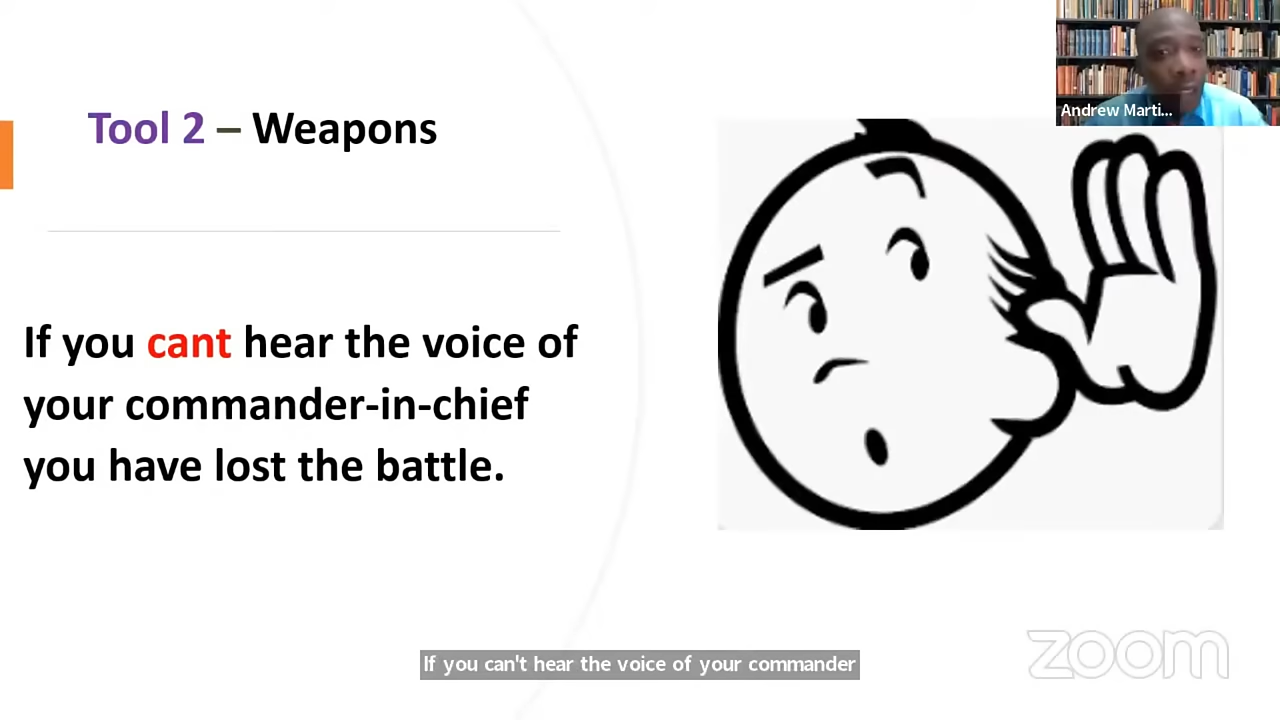 Tool 2 – Weapons
Andrew Marti...
If you cant hear the voice of
your commander-in-chief
you have lost the battle.
If you can't hear the voice of your commander
zoom